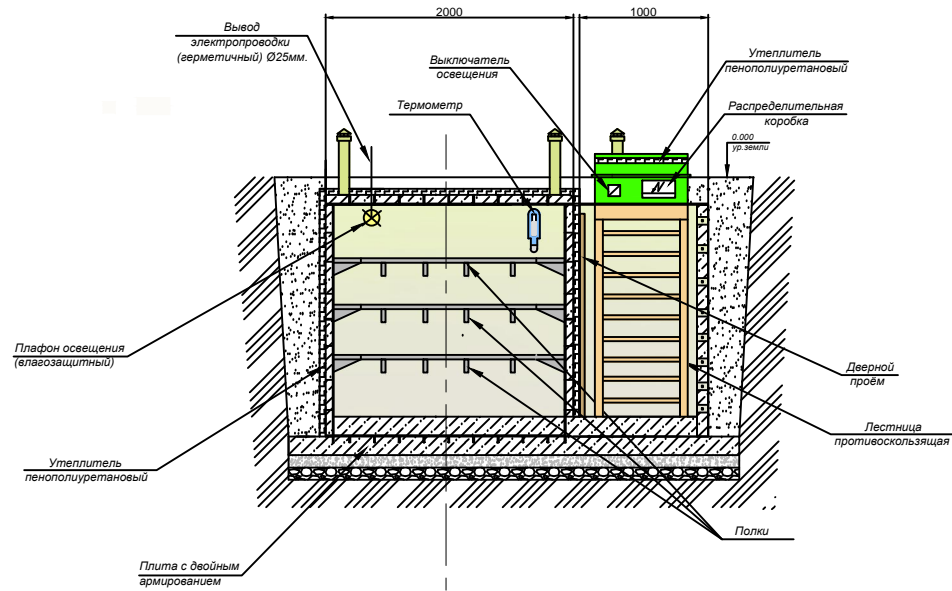 2000
1000
Вывод
электропроводки
(герметичный) Ø25мм.
Выключатель
освещения
Утеплитель
пенополиуретановый
Термометр
Распределительная
коробка
0.000
ур.земли
Плафон освещения
(влагозащитный)
Дверной
проём
Лестница
противоскользящая
Утеплитель
пенополиуретановый
Полки
Плита с двойным
армированием